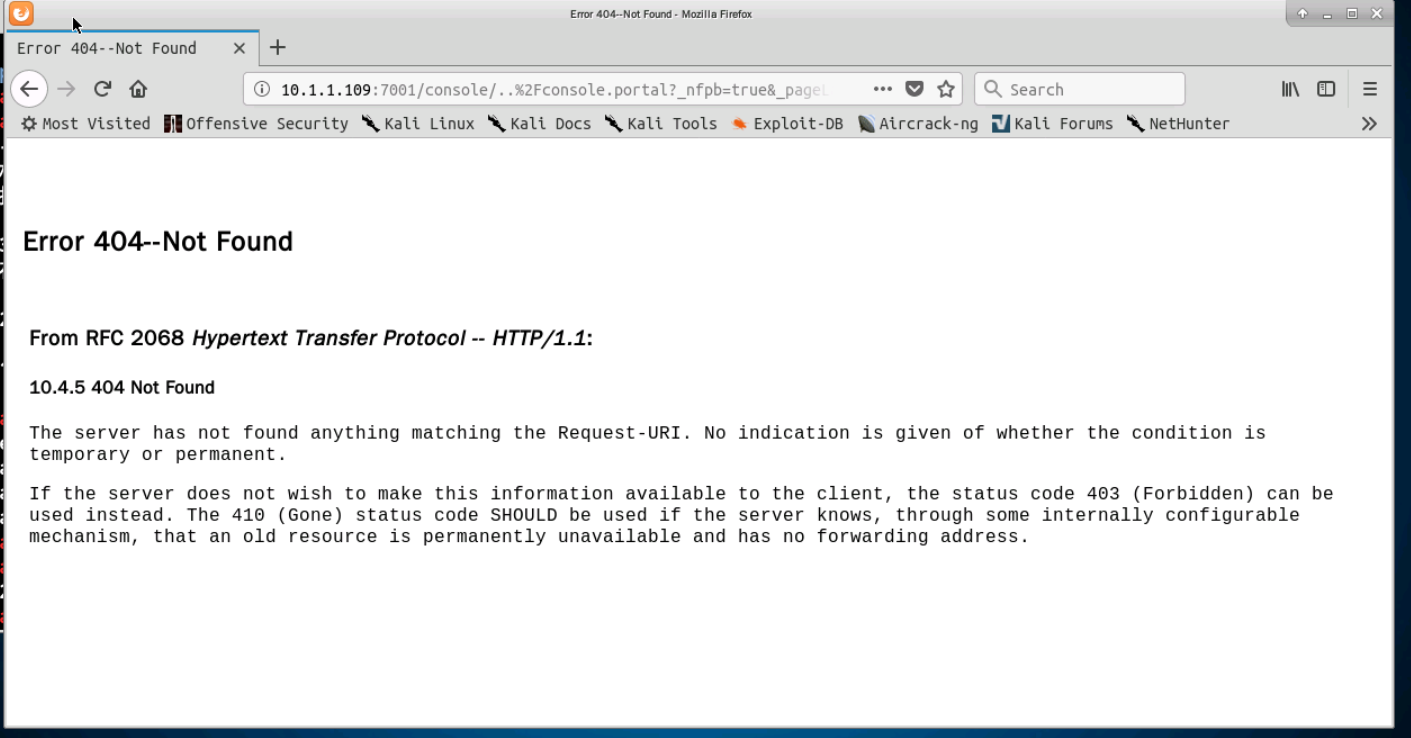 Error 404--Not Found - Mozilla Firefox
Error 404--Not Found
10.1.1.109:7001/console/..%2Fconsole.portal?_nfpb=true&_pageL
Search
Most Visited Offensive Security Kali Linux Kali Docs Kali Tools Exploit-DB Aircrack-ng Kali Forums NetHunter
Error 404--Not Found
From RFC 2068 Hypertext Transfer Protocol -- HTTP/1.1:
10.4.5 404 Not Found
The server has not found anything matching the Request-URI. No indication is given of whether the condition is
temporary or permanent.
If the server does not wish to make this information available to the client, the status code 403 (Forbidden) can be
used instead. The 410 (Gone) status code SHOULD be used if the server knows, through some internally configurable
mechanism, that an old resource is permanently unavailable and has no forwarding address.